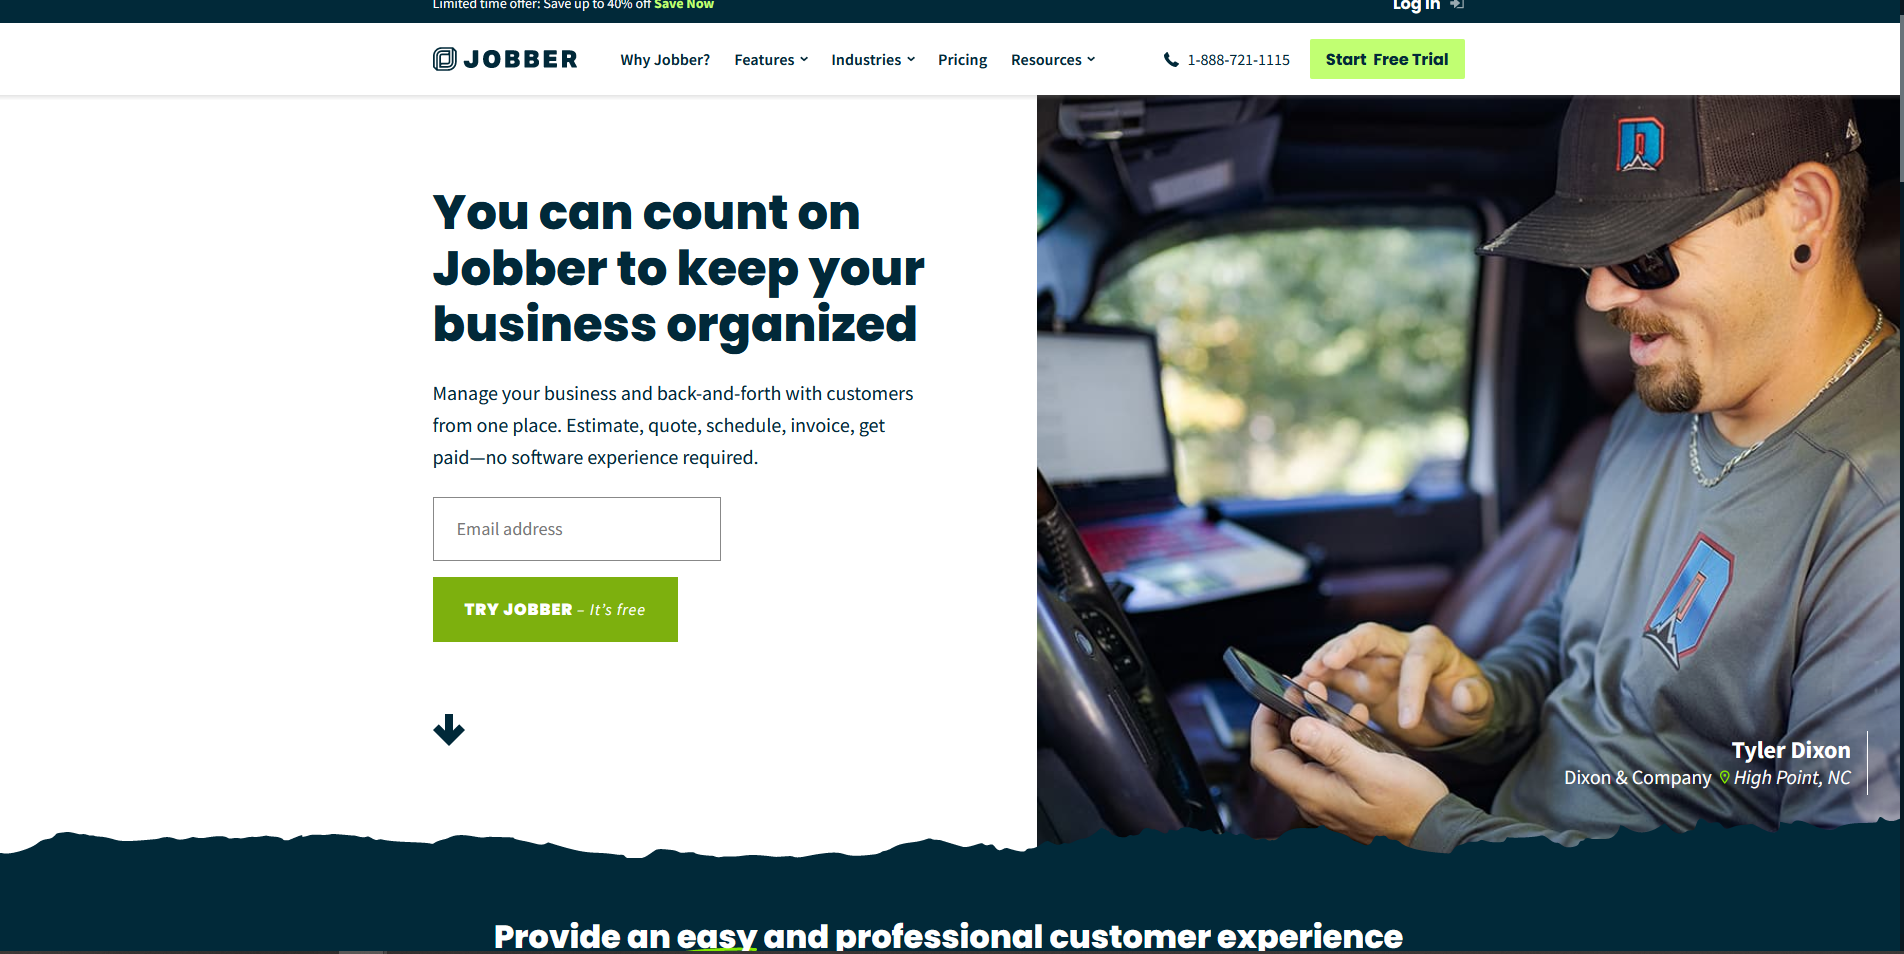 Limited time offer: Save up to 40% off Save Now
Log In
JOBBER
Why Jobber?
Features
Industries
Pricing
Resources
1-888-721-1115
Start Free Trial
You can count on
Jobber to keep your
business organized
Manage your business and back-and-forth with customers
from one place. Estimate, quote, schedule, invoice, get
paid—no software experience required.
Email address
TRY JOBBER – It's free
Tyler Dixon
Dixon & Company High Point, NC
Provide an easy and professional customer experience